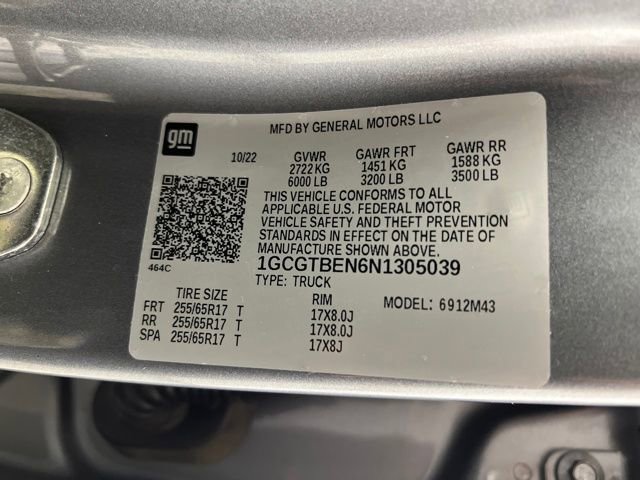 gm
MFD BY GENERAL MOTORS LLC
10/22 GVWR GAWR FRT GAWR RR
2722 KG 1451 KG 1588 KG
6000 LB 3200 LB 3500 LB
THIS VEHICLE CONFORMS TO ALL
APPLICABLE U.S. FEDERAL MOTOR
VEHICLE SAFETY AND THEFT PREVENTION
STANDARDS IN EFFECT ON THE DATE OF
MANUFACTURE SHOWN ABOVE.
464C
1GCGTBEN6N1305039
TYPE: TRUCK
TIRE SIZE RIM MODEL: 6912M43
FRT 255/65R17 T 17X8.0J
RR 255/65R17 T 17X8.0J
SPA 255/65R17 T 17X8J